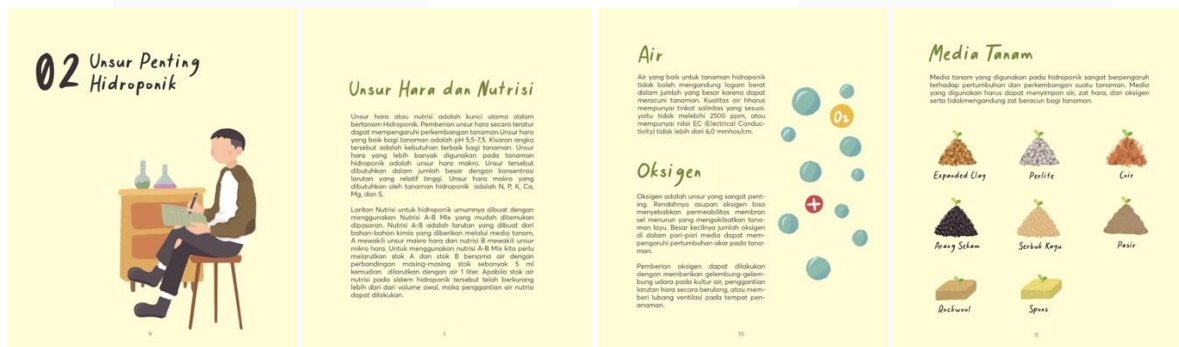 02 Unsur Penting
Hidroponik
9
Unsur Hara dan Nutrisi
Unsur hara atau nutrisi adalah kunci utama dalam
bertanam Hidroponik. Pemberian unsur hara secara teratur
dapat mempengaruhi perkembangan tanaman.Unsur hara
yang baik bagi tanaman adalah pH 5,5-7,5. Kisaran angka
tersebut adalah kebutuhan terbaik bagi tanaman. Unsur
hara yang lebih banyak digunakan pada tanaman
hidroponik adalah unsur hara makro. Unsur tersebut
dibutuhkan dalam jumlah besar dengan konsentrasi
larutan yang relatif tinggi. Unsur hara makro yang
dibutuhkan oleh tanaman hidroponik adalah N, P, K, Ca,
Mg, dan S.
Laritan Nutrisi untuk hidroponik umumnya dibuat dengan
menggunakan Nutrisi A-B Mix yang mudah ditemukan
dipasaran. Nutrisi A-B adalah larutan yang dibuat dari
bahan-bahan kimia yang diberikan melalui media tanam,
A mewakili unsur makro hara dan nutrisi B mewakili unsur
mikro hara. Untuk menggunakan nutrisi A-B Mix kita perlu
melarutkan stok A dan stok B bersama air dengan
perbandingan masing-masing stok sebanyak 5 ml
kemudian dilarutkan dengan air 1 liter. Apabila stok air
nutrisi pada sistem hidroponik tersebut telah berkurang
lebih dari dari volume awal, maka penggantian air nutrisi
dapat dilakukan.
1
Air
Air yang baik untuk tanaman hidroponik
tidak boleh mengandung logam berat
dalam jumlah yang besar karena dapat
meracuni tanaman. Kualitas air hharus
mempunyai tinkat salinitas yang sesuai.
yaitu tidak melebihi 2500 ppm, atau
mempunyai nilai EC (Electrical Conduc-
tivity) tidak lebih dari 6,0 mmhos/cm.
O2
Oksigen
Oksigen adalah unsur yang sangat pent-
ing. Rendahnya asupan oksigen bisa
menyebabkan permeabilitas membran
sel menurun yang mengakibatkan tana-
man layu. Besar kecilnya jumlah oksigen
di dalam pori-pori media dapat mem-
pengaruhi pertumbuhan akar pada tana-
man.
Pemberian oksigen dapat dilakukan
dengan memberikan gelembung-gelem-
bung udara pada kultur air, penggantian
larutan hara secara berulang, atau mem-
beri lubang ventilasi pada tempat pen-
anaman.
10
Media Tanam
Media tanam yang digunakan pada hidroponik sangat berpengaruh
terhadap pertumbuhan dan perkembangan suatu tanaman. Media
yang digunakan harus dapat menyimpan air, zat hara, dan oksigen
serta tidakmengandung zat beracun bagi tanaman.
Expanded Clay Perlite Coir
Arang Sekam Serbuk Kayu Pasir
Rockwool Spons
11